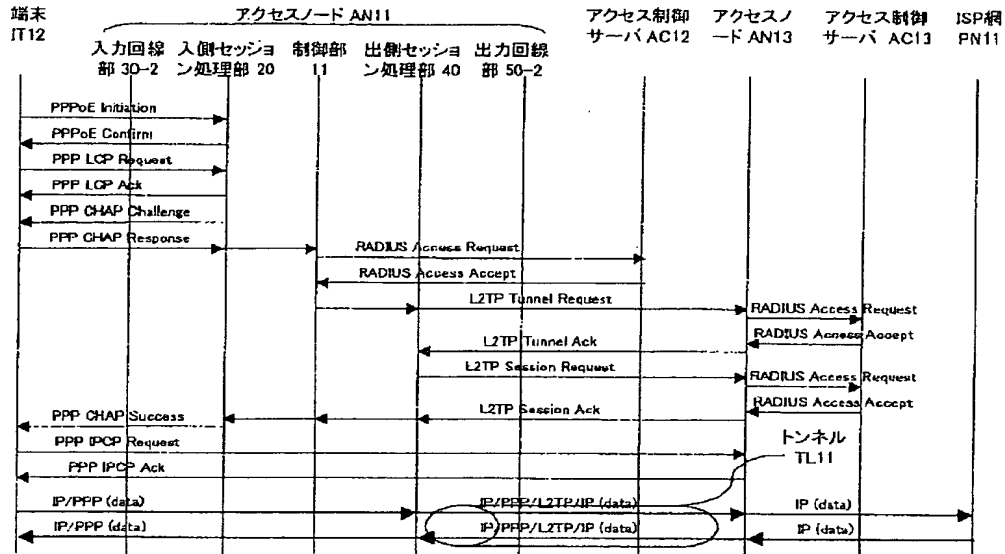 端末
IT12
アクセスノード AN11
入力回線
部 30-2
入側セッショ
ン処理部 20
制御部
11
出側セッショ
ン処理部 40
出力回線
部 50-2
アクセス制御
サーバ AC12
アクセスノ
ード AN13
アクセス制御
サーバ AC13
ISP網
PN11
PPPoE Initiation
PPPoE Confirm
PPP LCP Request
PPP LCP Ack
PPP CHAP Challenge
PPP CHAP Response
RADIUS Access Request
RADIUS Access Accept
L2TP Tunnel Request
RADIUS Access Request
L2TP Tunnel Ack
RADIUS Access Accept
L2TP Session Request
RADIUS Access Request
PPP CHAP Success
L2TP Session Ack
RADIUS Access Accept
PPP IPCP Request
トンネル
TL11
PPP IPCP Ack
IP/PPP (data)
IP/PPP/L2TP/IP (data)
IP (data)
IP/PPP (data)
IP/PPP/L2TP/IP (data)
IP (data)